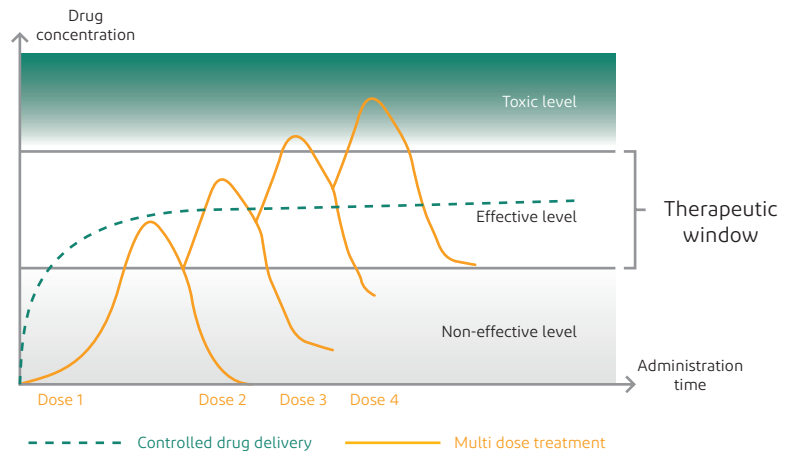 Drug
concentration
Toxic level
Effective level
Therapeutic
window
Non-effective level
Administration
time
Dose 1
Dose 2
Dose 3
Dose 4
Controlled drug delivery
Multi dose treatment